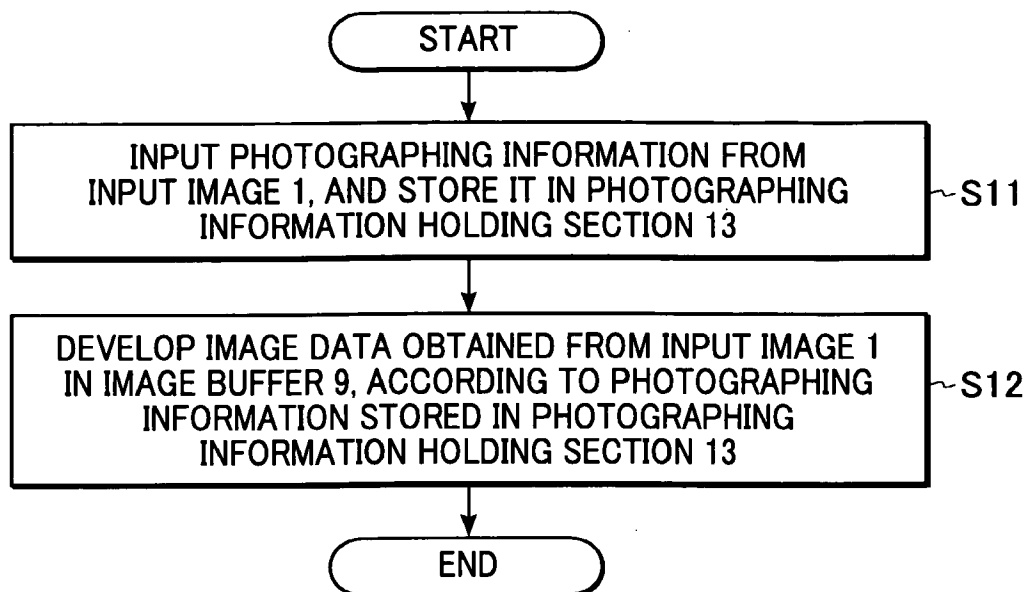 START
INPUT PHOTOGRAPHING INFORMATION FROM
INPUT IMAGE 1, AND STORE IT IN PHOTOGRAPHING
INFORMATION HOLDING SECTION 13
S11
DEVELOP IMAGE DATA OBTAINED FROM INPUT IMAGE 1
IN IMAGE BUFFER 9, ACCORDING TO PHOTOGRAPHING
INFORMATION STORED IN PHOTOGRAPHING
INFORMATION HOLDING SECTION 13
S12
END